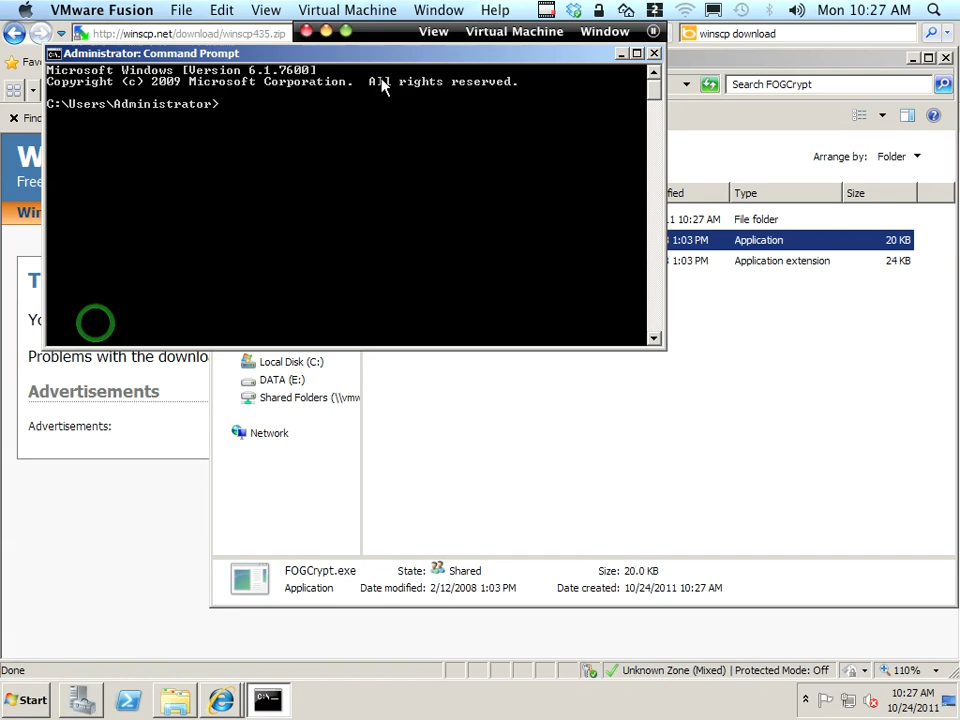 VMware Fusion File Edit View Virtual Machine Window Help Mon 10:27 AM
http://winscp.net/download/winscp435.zip View Virtual Machine Window winscp download
Administrator: Command Prompt
Microsoft Windows [Version 6.1.7600]
Copyright (c) 2009 Microsoft Corporation. All rights reserved.
C:\Users\Administrator>
Search FOGCrypt
Arrange by: Folder
Type Size
1 10:27 AM File folder
1:03 PM Application 20 KB
1:03 PM Application extension 24 KB
Free
Win
Problems with the downlo
Advertisements
Advertisements:
Local Disk (C:)
DATA (E:)
Shared Folders (\\vmw
Network
FOGCrypt.exe State: Shared Size: 20.0 KB
Application Date modified: 2/12/2008 1:03 PM Date created: 10/24/2011 10:27 AM
Done Unknown Zone (Mixed) | Protected Mode: Off 110%
Start 10:27 AM
10/24/2011